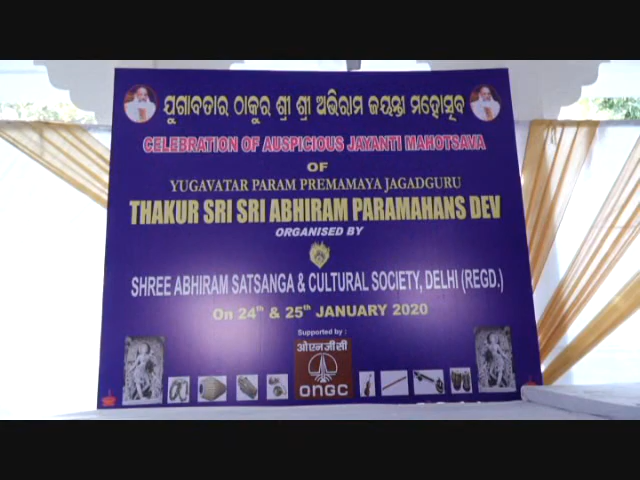 ଯୁଗାବତାର ଠାକୁର ଶ୍ରୀ ଶ୍ରୀ ଅଭିରାମ ଜୟନ୍ତୀ ମହୋତ୍ସବ
CELEBRATION OF AUSPICIOUS JAYANTI MAHOTSAVA
OF
YUGAVATAR PARAM PREMAMAYA JAGADGURU
THAKUR SRI SRI ABHIRAM PARAMAHANS DEV
ORGANISED BY
SHREE ABHIRAM SATSANGA & CULTURAL SOCIETY, DELHI (REGD.)
On 24th & 25th JANUARY 2020
Supported by :
ओएनजीसी
ONGC